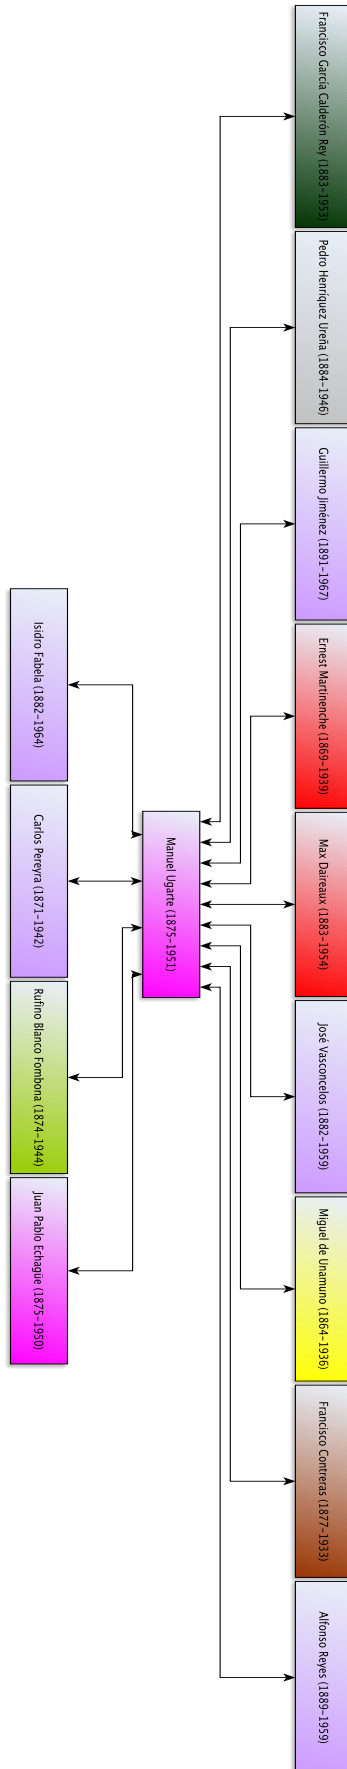 Francisco García Calderón Rey (1883-1953)
Pedro Henríquez Ureña (1884-1946)
Guillermo Jiménez (1891-1967)
Ernest Martinenche (1869-1939)
Max Daireaux (1883-1954)
José Vasconcelos (1882-1959)
Miguel de Unamuno (1864-1936)
Francisco Contreras (1877-1933)
Alfonso Reyes (1889-1959)
Manuel Ugarte (1875-1951)
Isidro Fabela (1882-1964)
Carlos Pereyra (1871-1942)
Rufino Blanco Fombona (1874-1944)
Juan Pablo Echagüe (1875-1950)